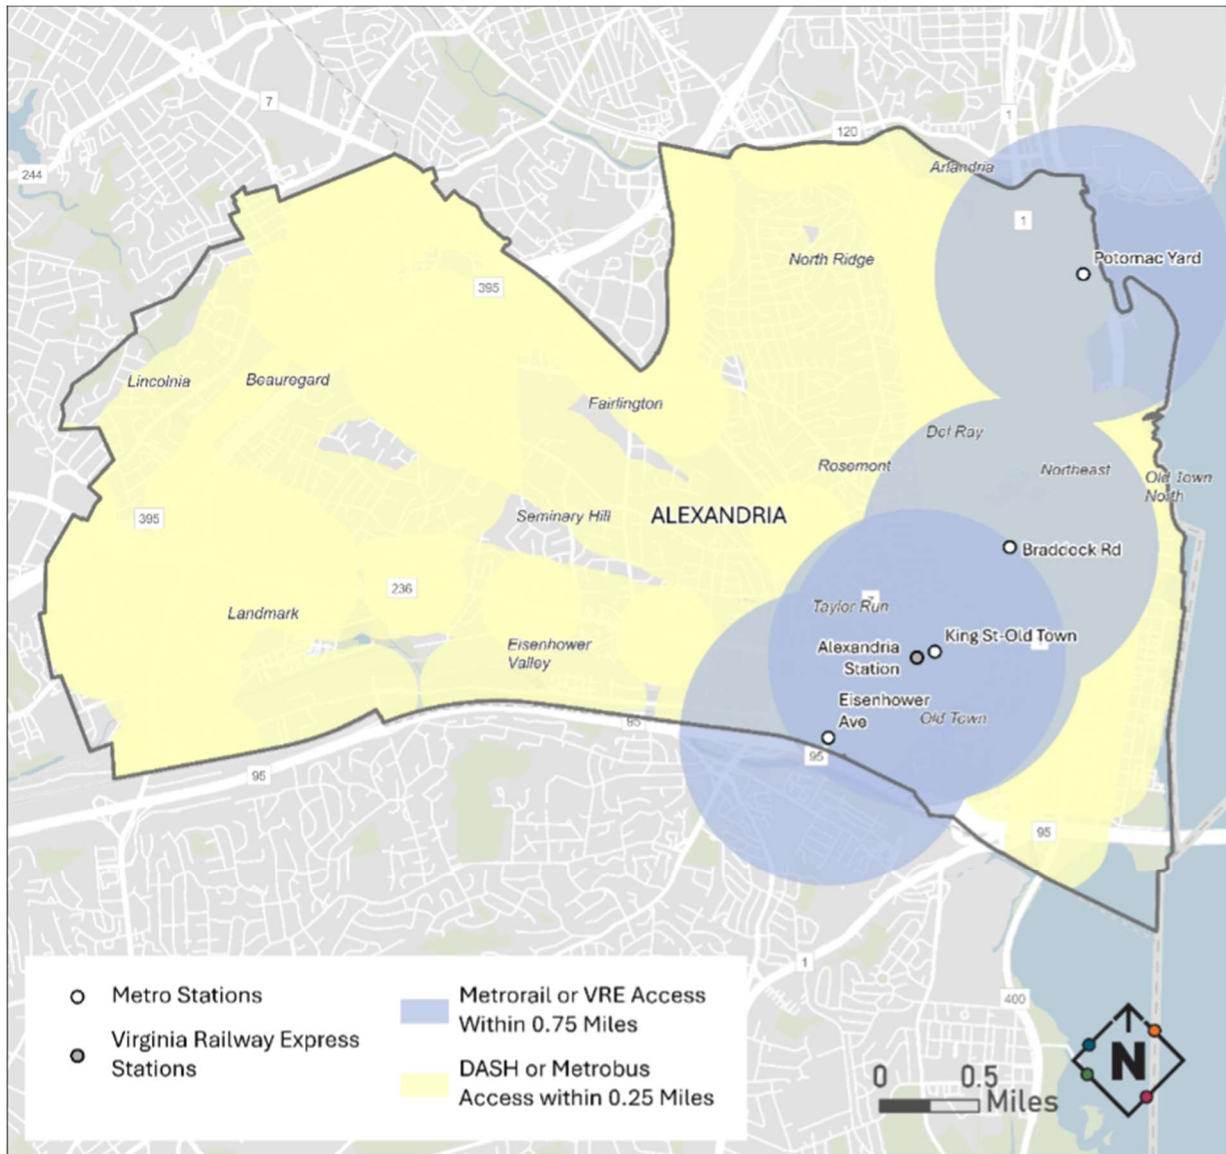 7
120
1
244
Arlandria
1
North Ridge
Potomac Yard
395
Lincolnia
Beauregard
Fairlington
Del Ray
Rosemont
Northeast
Old Town
North
395
Seminary Hill
ALEXANDRIA
Braddock Rd
236
7
Taylor Run
Landmark
King St-Old Town
Eisenhower
Valley
Alexandria
Station
Eisenhower
Ave
Old Town
95
95
95
95
1
400
Metro Stations
Virginia Railway Express
Stations
Metrorail or VRE Access
Within 0.75 Miles
DASH or Metrobus
Access within 0.25 Miles
0 0.5
Miles
N